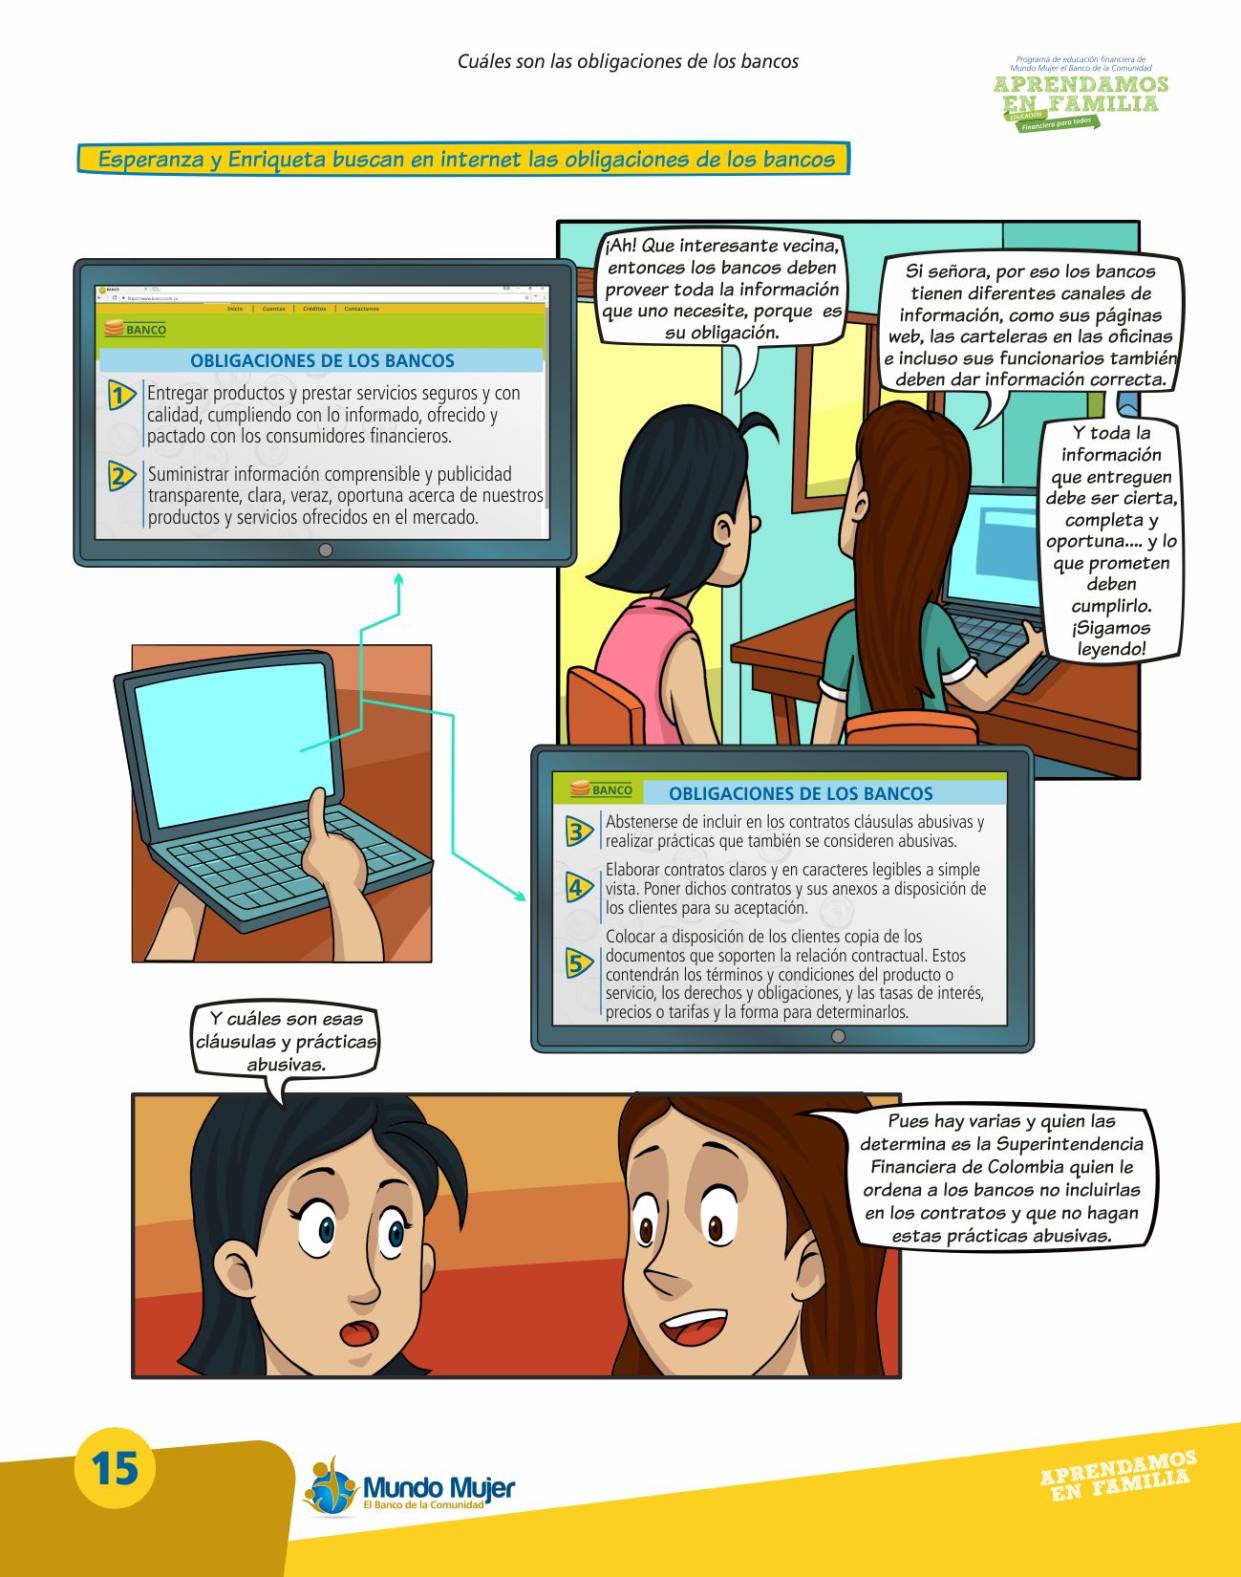 Cuáles son las obligaciones de los bancos
Programa de educación financiera de
Mundo Mujer el Banco de la Comunidad
APRENDAMOS
EN FAMILIA
EDUCACIÓN
Financiera para todos
Esperanza y Enriqueta buscan en internet las obligaciones de los bancos
¡Ah! Que interesante vecina,
entonces los bancos deben
proveer toda la información
que uno necesite, porque es
su obligación.
Si señora, por eso los bancos
tienen diferentes canales de
información, como sus páginas
web, las carteleras en las oficinas
e incluso sus funcionarios también
deben dar información correcta.
Y toda la
información
que entreguen
debe ser cierta,
completa y
oportuna.... y lo
que prometen
deben
cumplirlo.
¡Sigamos
leyendo!
Inicio | Cuentas | Créditos | Contactenos
BANCO
OBLIGACIONES DE LOS BANCOS
1 Entregar productos y prestar servicios seguros y con
calidad, cumpliendo con lo informado, ofrecido y
pactado con los consumidores financieros.
2 Suministrar información comprensible y publicidad
transparente, clara, veraz, oportuna acerca de nuestros
productos y servicios ofrecidos en el mercado.
BANCO
OBLIGACIONES DE LOS BANCOS
3 Abstenerse de incluir en los contratos cláusulas abusivas y
realizar prácticas que también se consideren abusivas.
4 Elaborar contratos claros y en caracteres legibles a simple
vista. Poner dichos contratos y sus anexos a disposición de
los clientes para su aceptación.
5 Colocar a disposición de los clientes copia de los
documentos que soporten la relación contractual. Estos
contendrán los términos y condiciones del producto o
servicio, los derechos y obligaciones, y las tasas de interés,
precios o tarifas y la forma para determinarlos.
Y cuáles son esas
cláusulas y prácticas
abusivas.
Pues hay varias y quien las
determina es la Superintendencia
Financiera de Colombia quien le
ordena a los bancos no incluirlas
en los contratos y que no hagan
estas prácticas abusivas.
15
Mundo Mujer
El Banco de la Comunidad
APRENDAMOS
EN FAMILIA